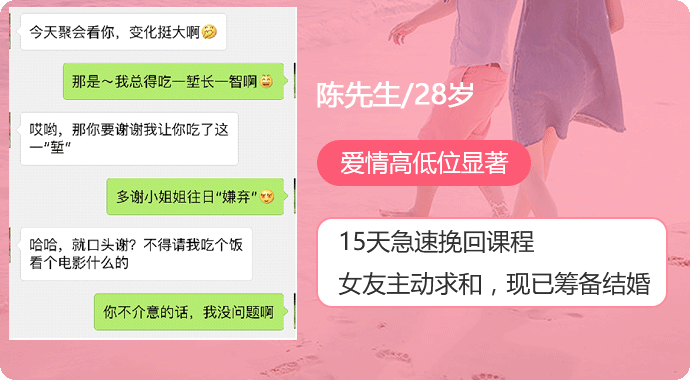 今天聚会看你，变化挺大啊🤔
那是～我总得吃一堑长一智啊😄
哎哟，那你要谢谢我让你吃了这
一“堑”
多谢小姐姐往日“嫌弃”😍
哈哈，就口头谢？不得请我吃个饭
看个电影什么的
你不介意的话，我没问题啊
陈先生/28岁
爱情高低位显著
15天急速挽回课程
女友主动求和，现已筹备结婚